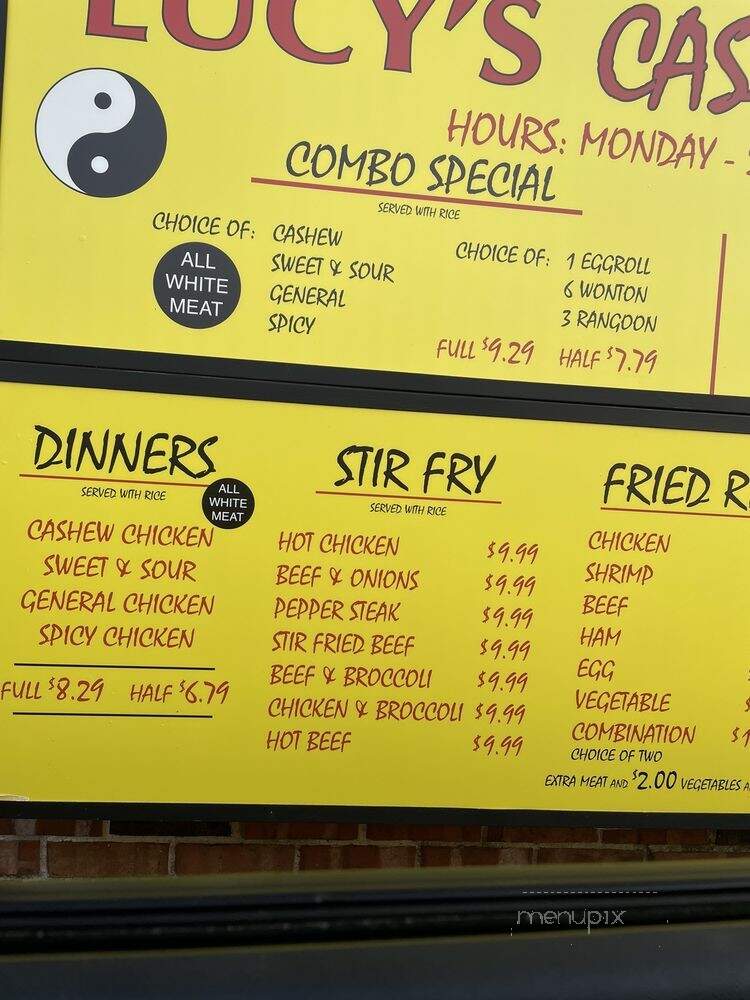 LUCY'S CAS
HOURS: MONDAY -
COMBO SPECIAL
SERVED WITH RICE
CHOICE OF:
ALL
WHITE
MEAT
CASHEW
SWEET & SOUR
GENERAL
SPICY
CHOICE OF:
1 EGGROLL
6 WONTON
3 RANGOON
FULL $9.29 HALF $7.79
DINNERS
SERVED WITH RICE
ALL
WHITE
MEAT
CASHEW CHICKEN
SWEET & SOUR
GENERAL CHICKEN
SPICY CHICKEN
FULL $8.29 HALF $6.79
STIR FRY
SERVED WITH RICE
HOT CHICKEN $9.99
BEEF & ONIONS $9.99
PEPPER STEAK $9.99
STIR FRIED BEEF $9.99
BEEF & BROCCOLI $9.99
CHICKEN & BROCCOLI $9.99
HOT BEEF $9.99
FRIED R
CHICKEN
SHRIMP
BEEF
HAM
EGG
VEGETABLE $
COMBINATION $1
CHOICE OF TWO
EXTRA MEAT AND $2.00 VEGETABLES A
menupix